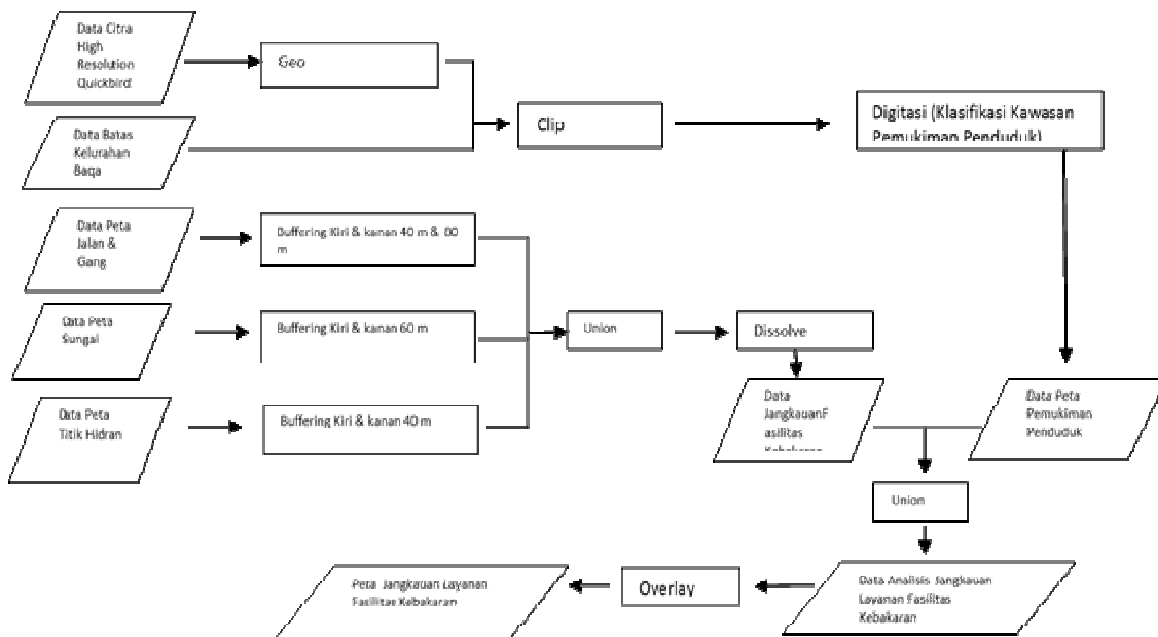 Data Citra
High
Resolution
Quickbird
Geo
Data Batas
Kelurahan
Baqa
Clip
Digitasi (Klasifikasi Kawasan
Pemukiman Penduduk)
Data Peta
Jalan &
Gang
Buffering Kiri & kanan 40 m &
m
Data Peta
Sungai
Buffering Kiri & kanan 60 m
Union
Dissolve
Data Peta
Titik Hidran
Buffering Kiri & kanan 40 m
Data
JangkauanF
asilitas
Kebakaran
Data Peta
Pemukiman
Penduduk
Union
Data Analisis Jangkauan
Layanan Fasilitas
Kebakaran
Overlay
Peta Jangkauan Layanan
Fasilitas Kebakaran